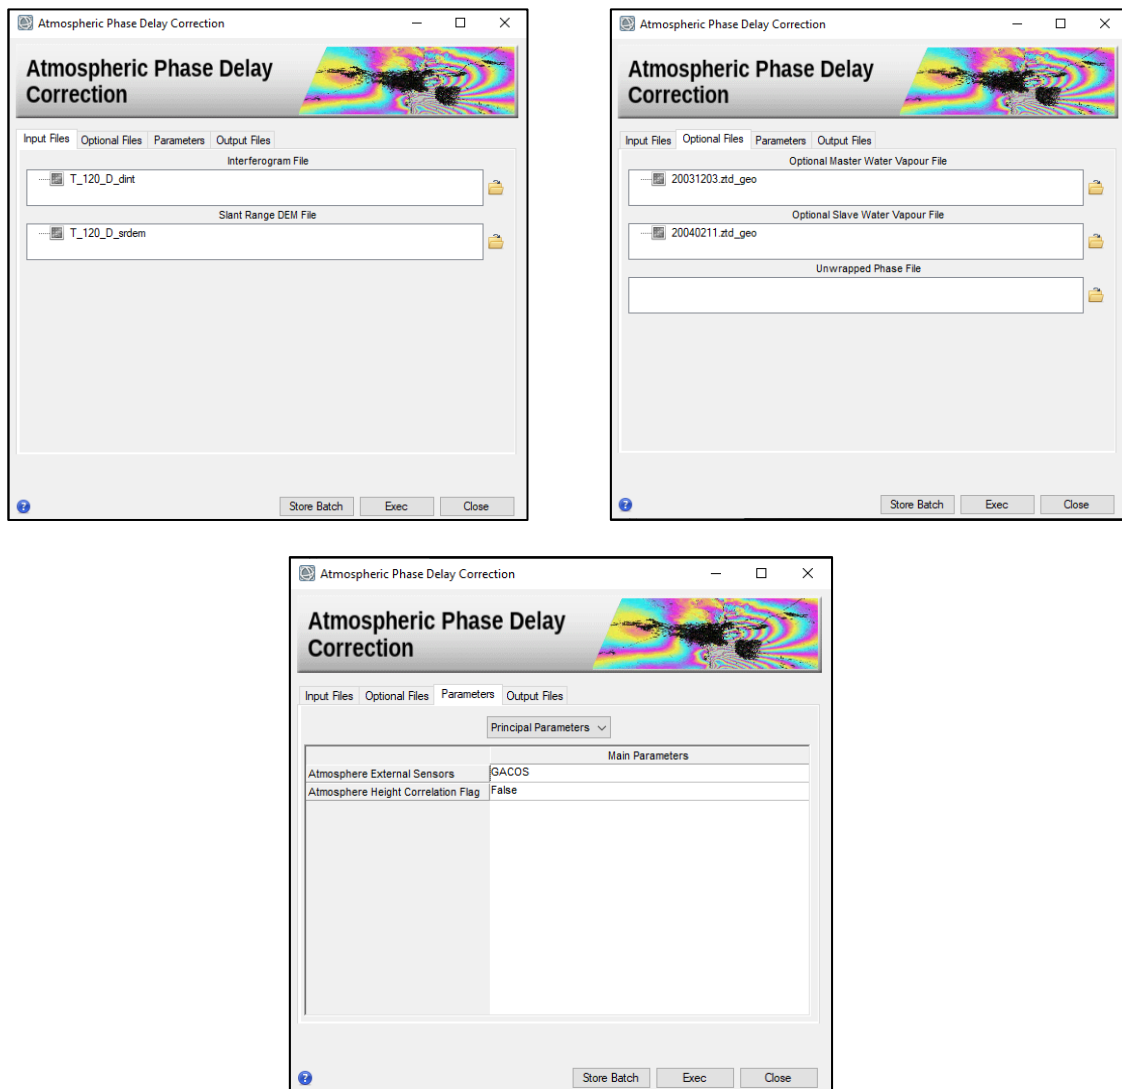 Atmospheric Phase Delay Correction
Atmospheric Phase Delay
Correction
Input Files Optional Files Parameters Output Files
Interferogram File
T_120_D_dint
Slant Range DEM File
T_120_D_srdem
Store Batch Exec Close
Atmospheric Phase Delay Correction
Atmospheric Phase Delay
Correction
Input Files Optional Files Parameters Output Files
Optional Master Water Vapour File
20031203.ztd_geo
Optional Slave Water Vapour File
20040211.ztd_geo
Unwrapped Phase File
Store Batch Exec Close
Atmospheric Phase Delay Correction
Atmospheric Phase Delay
Correction
Input Files Optional Files Parameters Output Files
Principal Parameters
Main Parameters
Atmosphere External Sensors GACOS
Atmosphere Height Correlation Flag False
Store Batch Exec Close